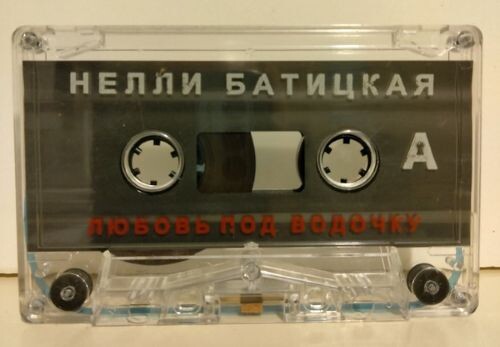 НЕЛЛИ БАТИЦКАЯ
А
ЛЮБОВЬ ПОД ВОДОЧКУ